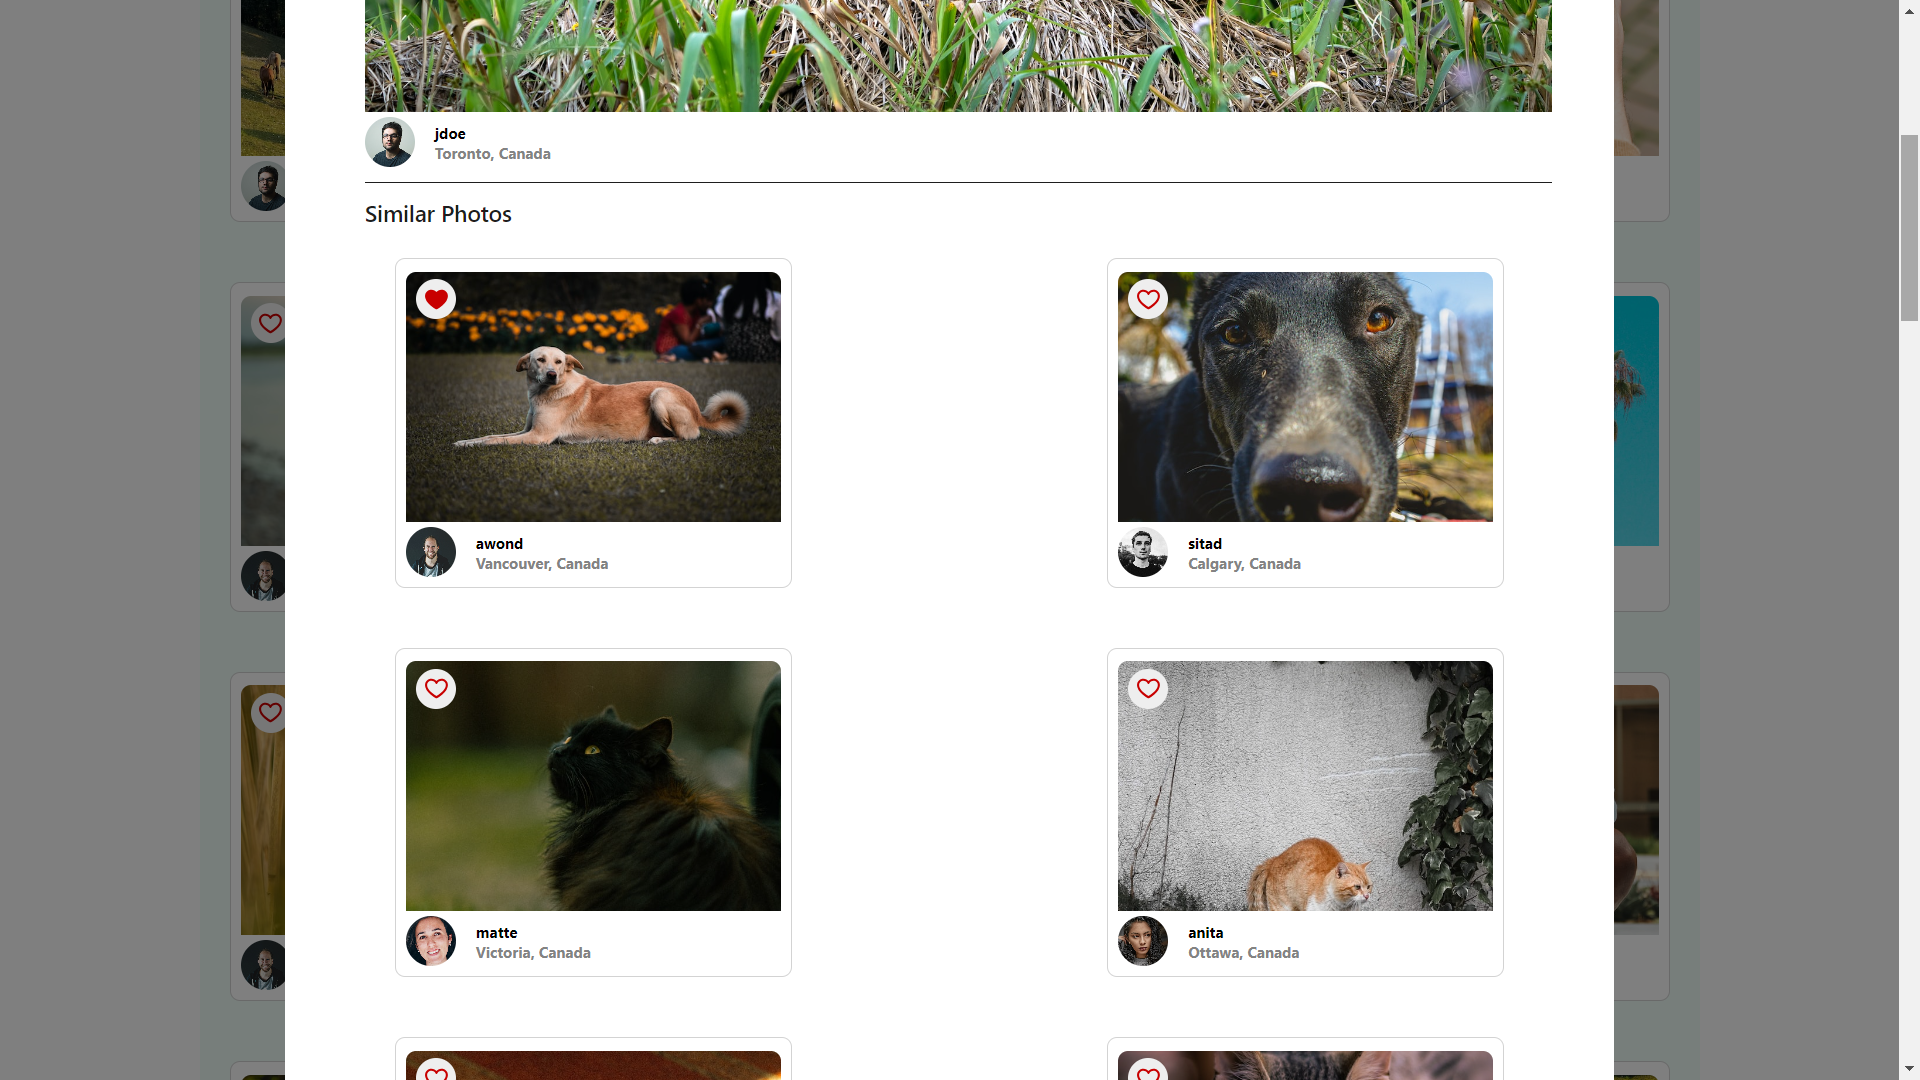 jdoe
Toronto, Canada
Similar Photos
awond
Vancouver, Canada
sitad
Calgary, Canada
matte
Victoria, Canada
anita
Ottawa, Canada